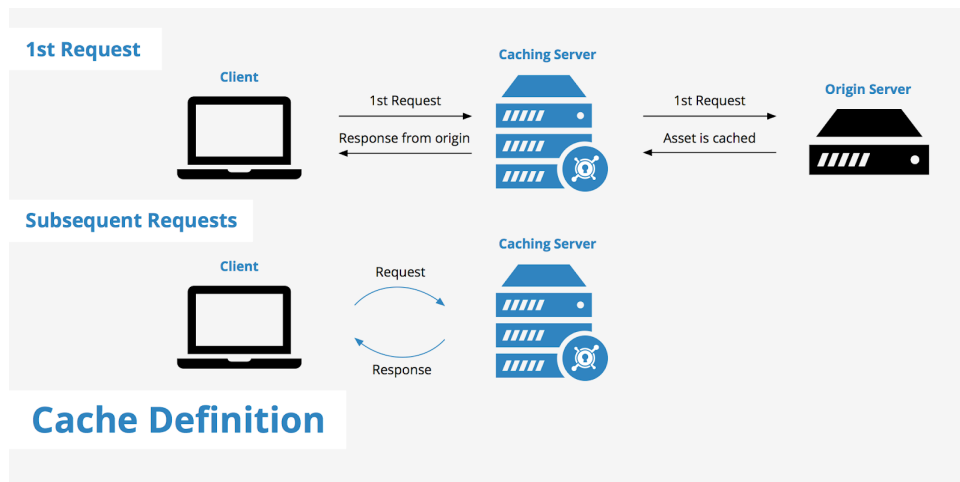 1st Request
Client
Caching Server
Origin Server
1st Request
1st Request
Response from origin
Asset is cached
Subsequent Requests
Client
Caching Server
Request
Response
Cache Definition